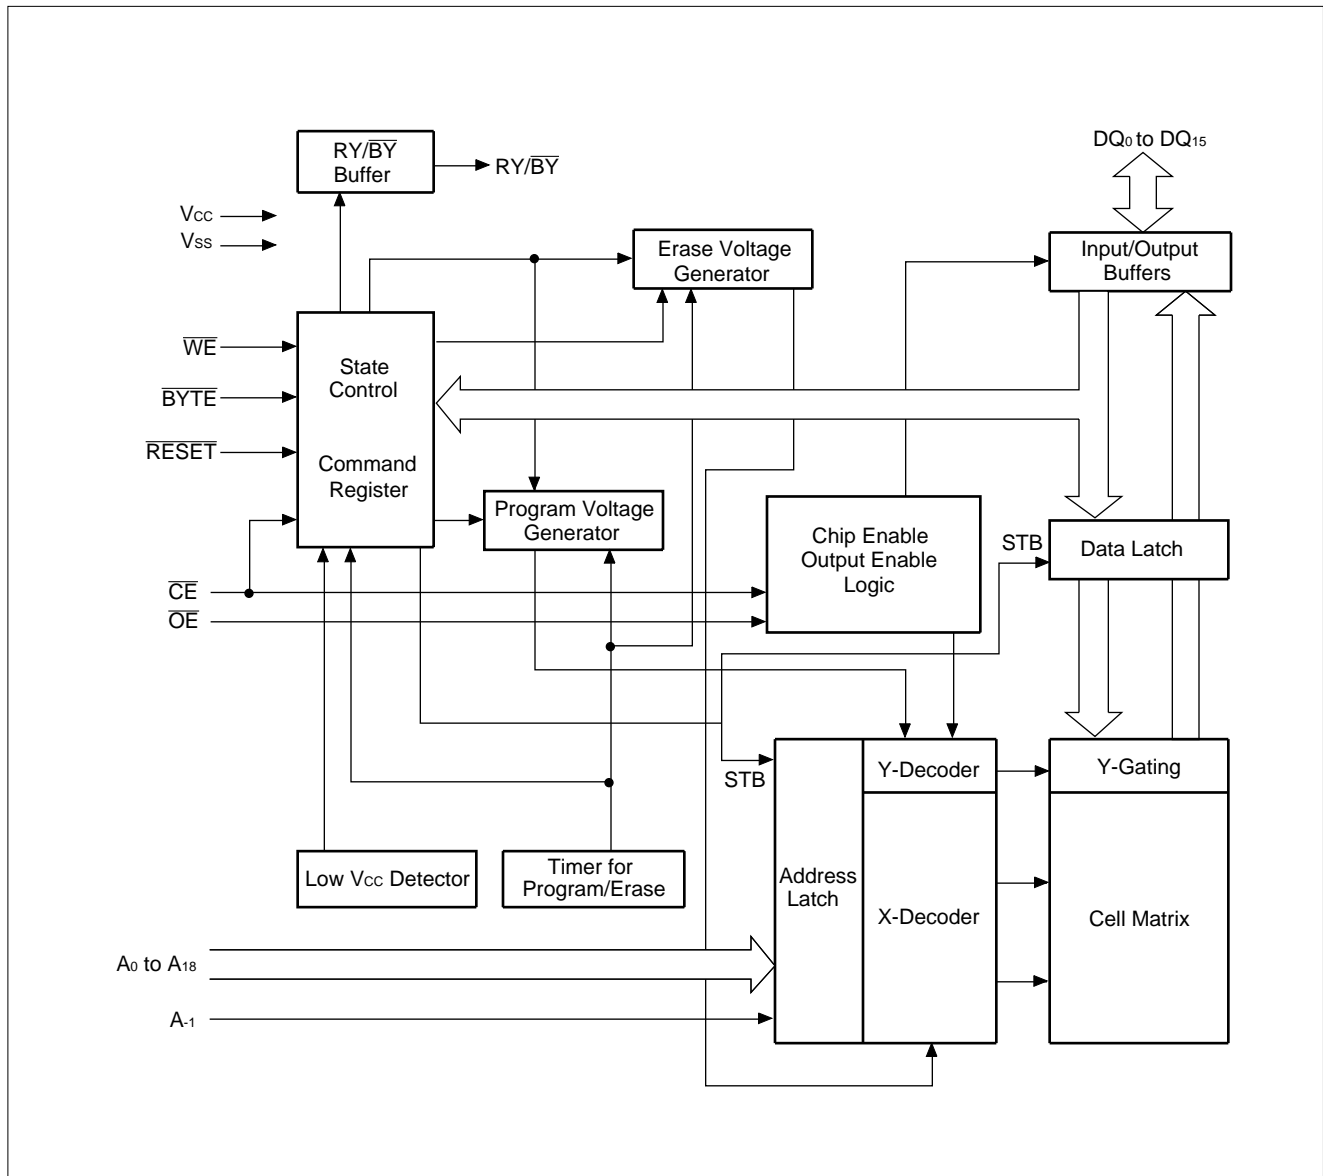 RY/BY
Buffer
RY/BY
DQ0 to DQ15
VCC
VSS
Erase Voltage
Generator
Input/Output
Buffers
WE
BYTE
RESET
State
Control
Command
Register
Program Voltage
Generator
Chip Enable
Output Enable
Logic
STB
Data Latch
CE
OE
STB
Y-Decoder
Y-Gating
Low VCC Detector
Timer for
Program/Erase
Address
Latch
X-Decoder
Cell Matrix
A0 to A18
A-1